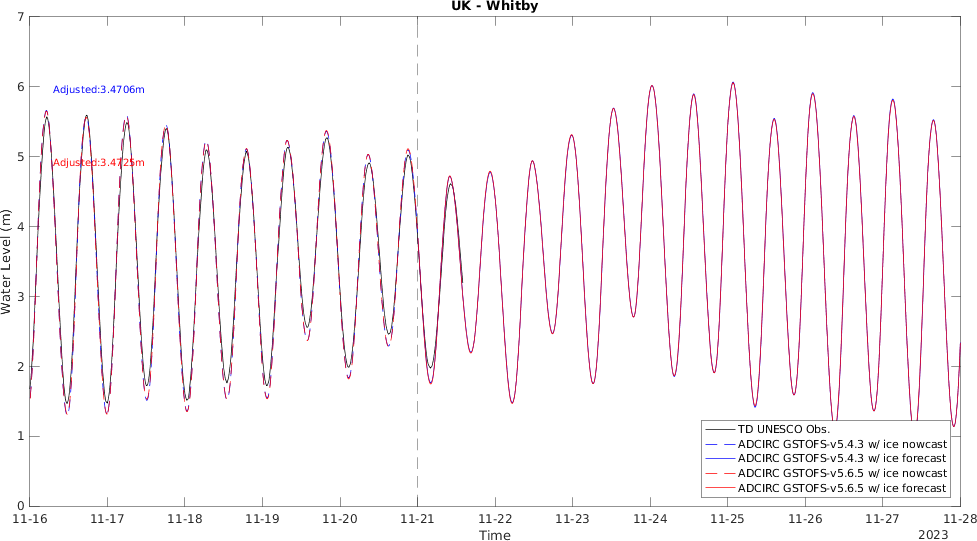 UK - Whitby
7
6
5
4
3
2
1
0
Water Level (m)
Adjusted:3.4706m
Adjusted:3.4725m
TD UNESCO Obs.
ADCIRC GSTOFS-v5.4.3 w/ ice nowcast
ADCIRC GSTOFS-v5.4.3 w/ ice forecast
ADCIRC GSTOFS-v5.6.5 w/ ice nowcast
ADCIRC GSTOFS-v5.6.5 w/ ice forecast
11-16 11-17 11-18 11-19 11-20 11-21 11-22 11-23 11-24 11-25 11-26 11-27 11-28
Time
2023